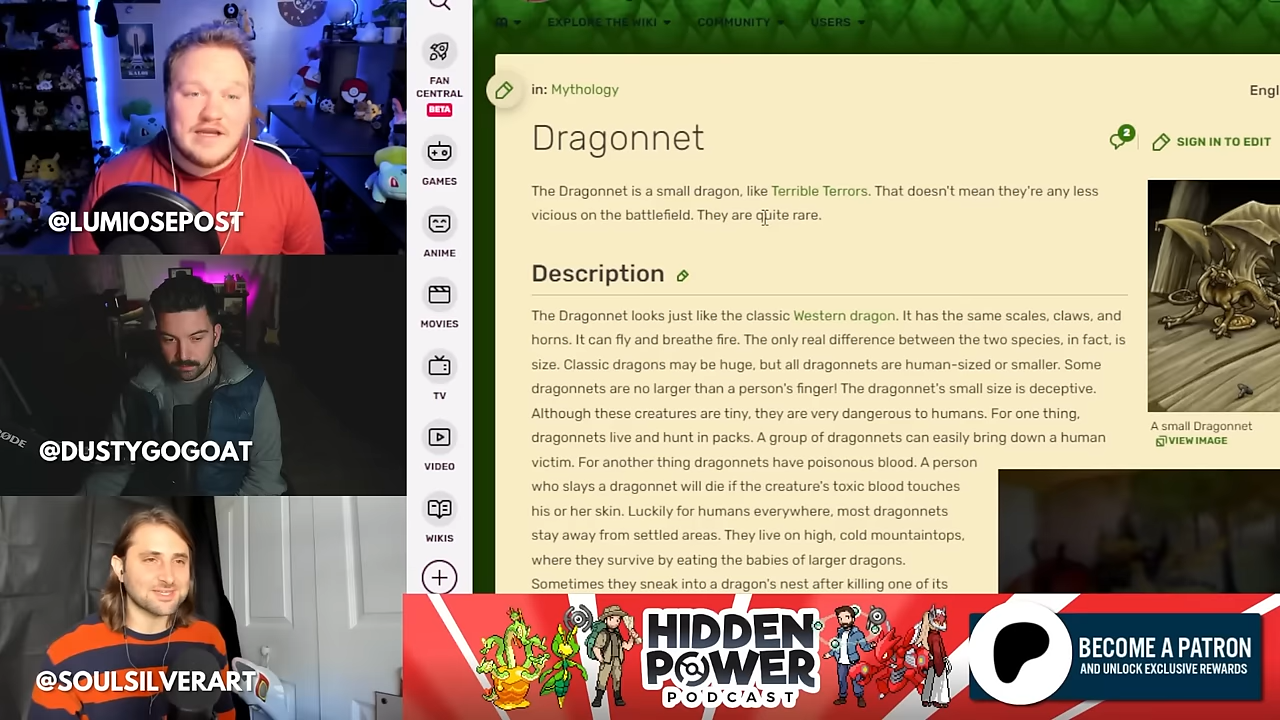 KALOS
@LUMIOSEPOST
RØDE
@DUSTYGOGOAT
@SOULSILVERART
FAN
CENTRAL
BETA
GAMES
ANIME
MOVIES
TV
VIDEO
WIKIS
EXPLORE THE WIKI
COMMUNITY
USERS
in: Mythology
Engl
Dragonnet
2
SIGN IN TO EDIT
The Dragonnet is a small dragon, like Terrible Terrors. That doesn't mean they're any less
vicious on the battlefield. They are quite rare.
Description
The Dragonnet looks just like the classic Western dragon. It has the same scales, claws, and
horns. It can fly and breathe fire. The only real difference between the two species, in fact, is
size. Classic dragons may be huge, but all dragonnets are human-sized or smaller. Some
dragonnets are no larger than a person's finger! The dragonnet's small size is deceptive.
Although these creatures are tiny, they are very dangerous to humans. For one thing,
dragonnets live and hunt in packs. A group of dragonnets can easily bring down a human
victim. For another thing dragonnets have poisonous blood. A person
who slays a dragonnet will die if the creature's toxic blood touches
his or her skin. Luckily for humans everywhere, most dragonnets
stay away from settled areas. They live on high, cold mountaintops,
where they survive by eating the babies of larger dragons.
Sometimes they sneak into a dragon's nest after killing one of its
A small Dragonnet
VIEW IMAGE
HIDDEN
POWER
PODCAST
BECOME A PATRON
AND UNLOCK EXCLUSIVE REWARDS